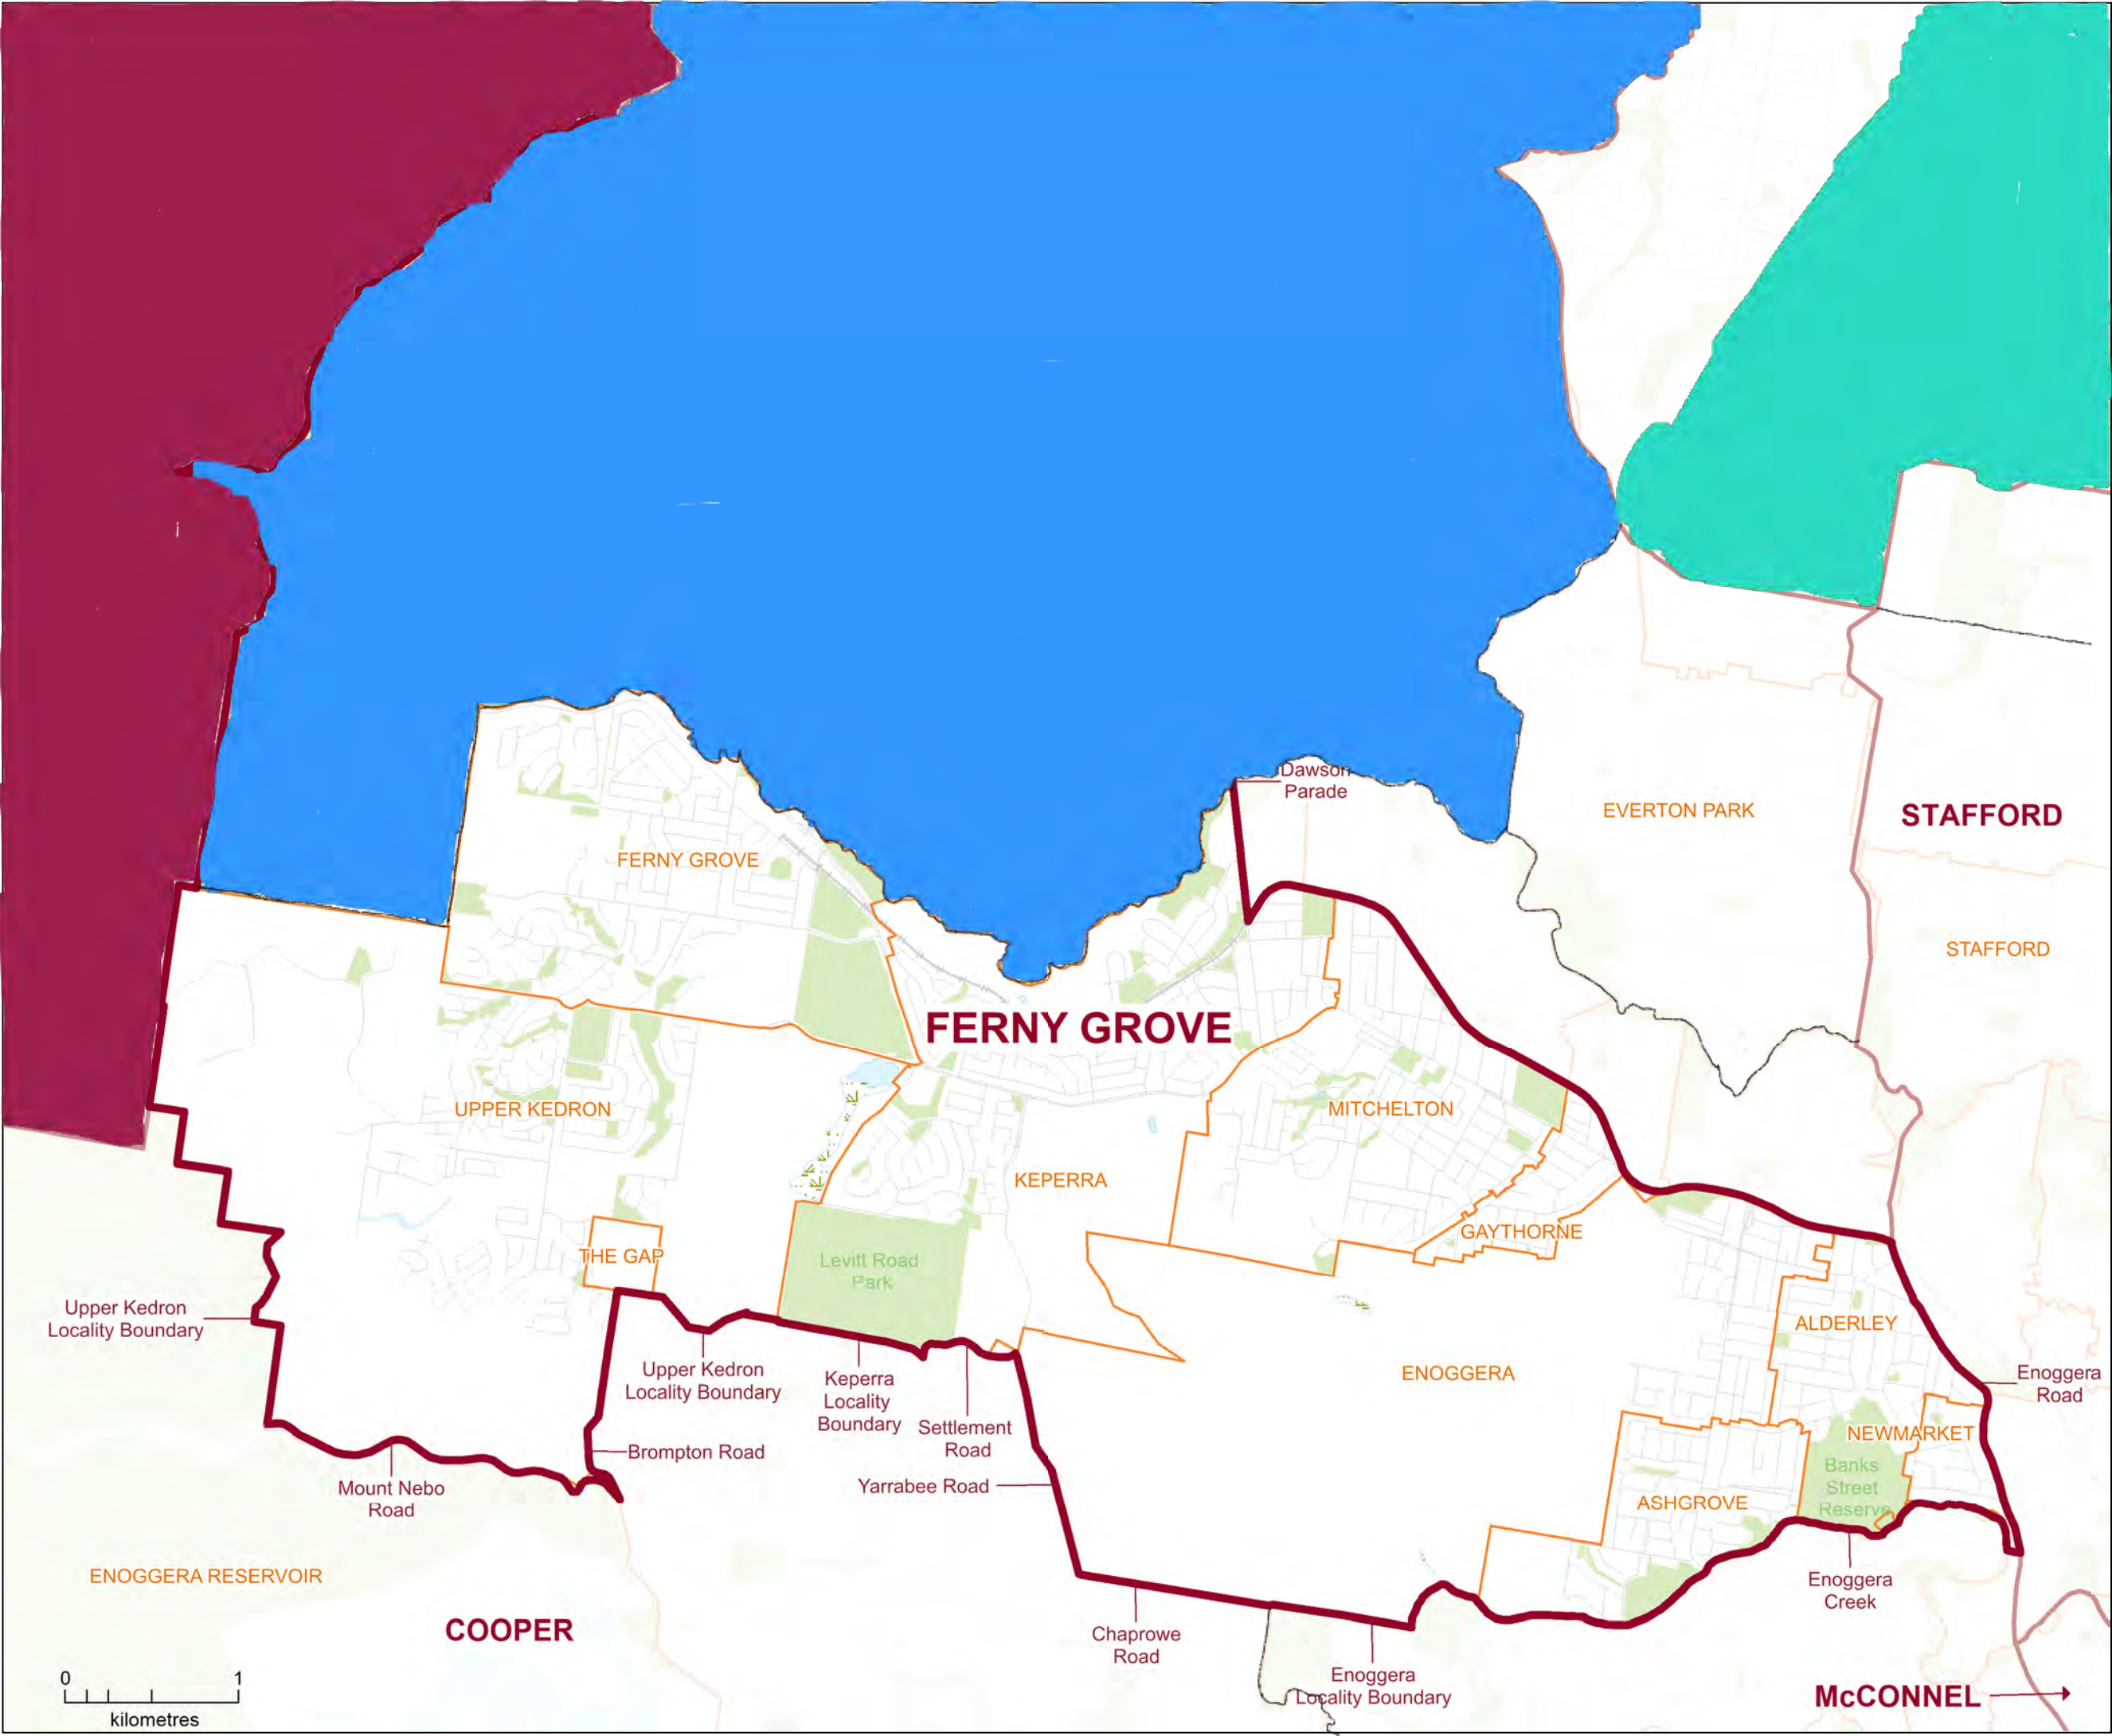 Dawson
Parade
EVERTON PARK
STAFFORD
FERNY GROVE
STAFFORD
FERNY GROVE
UPPER KEDRON
MITCHELTON
KEPERRA
GAYTHORNE
THE GAP
Levitt Road
Park
Upper Kedron
Locality Boundary
ALDERLEY
Upper Kedron
Locality Boundary
Keperra
Locality
Boundary
ENOGGERA
Enoggera
Road
Settlement
Road
NEWMARKET
Brompton Road
Banks
Street
Reserve
Mount Nebo
Road
Yarrabee Road
ASHGROVE
ENOGGERA RESERVOIR
Enoggera
Creek
COOPER
Chaprowe
Road
Enoggera
Locality Boundary
McCONNEL
0 1
kilometres